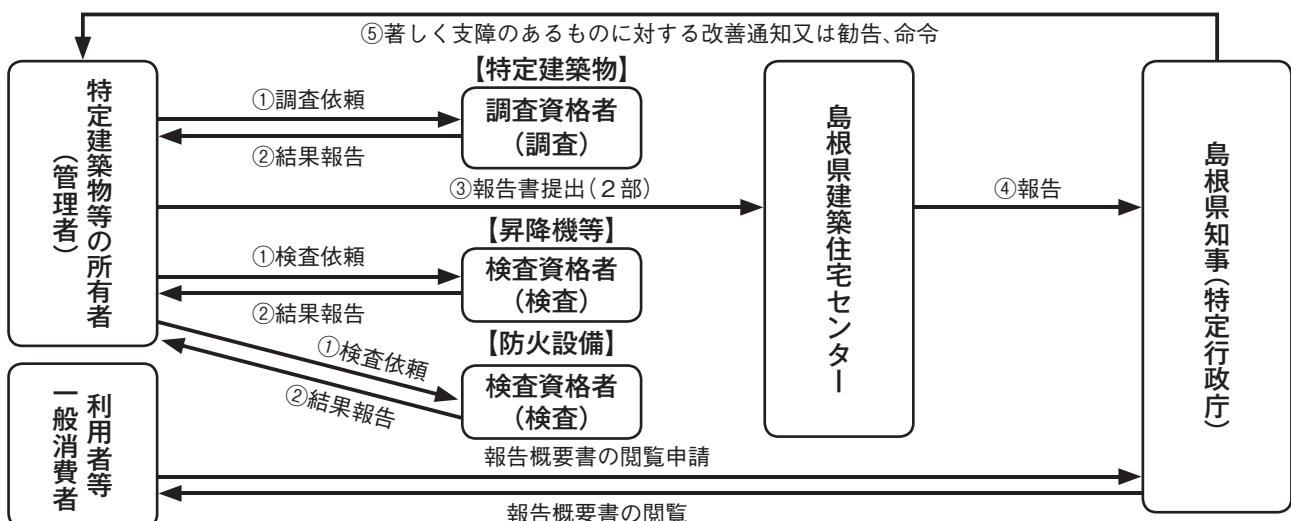 ⑤著しく支障のあるものに対する改善通知又は勧告、命令
特定建築物等の所有者
(管理者)
①調査依頼
②結果報告
【特定建築物】
調査資格者
(調査)
③報告書提出(2部)
島根県建築住宅センター
④報告
島根県知事(特定行政庁)
【昇降機等】
①検査依頼
②結果報告
検査資格者
(検査)
【防火設備】
①検査依頼
②結果報告
検査資格者
(検査)
利用者等
一般消費者
報告概要書の閲覧申請
報告概要書の閲覧